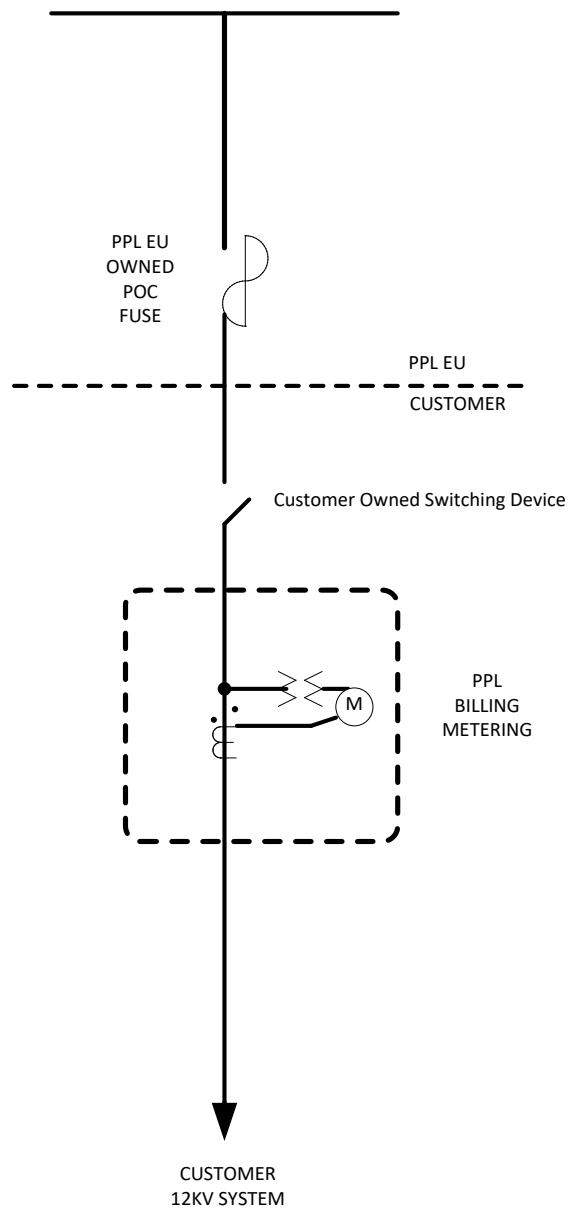 PPL EU
OWNED
POC
FUSE
PPL EU
CUSTOMER
Customer Owned Switching Device
M
PPL
BILLING
METERING
CUSTOMER
12KV SYSTEM